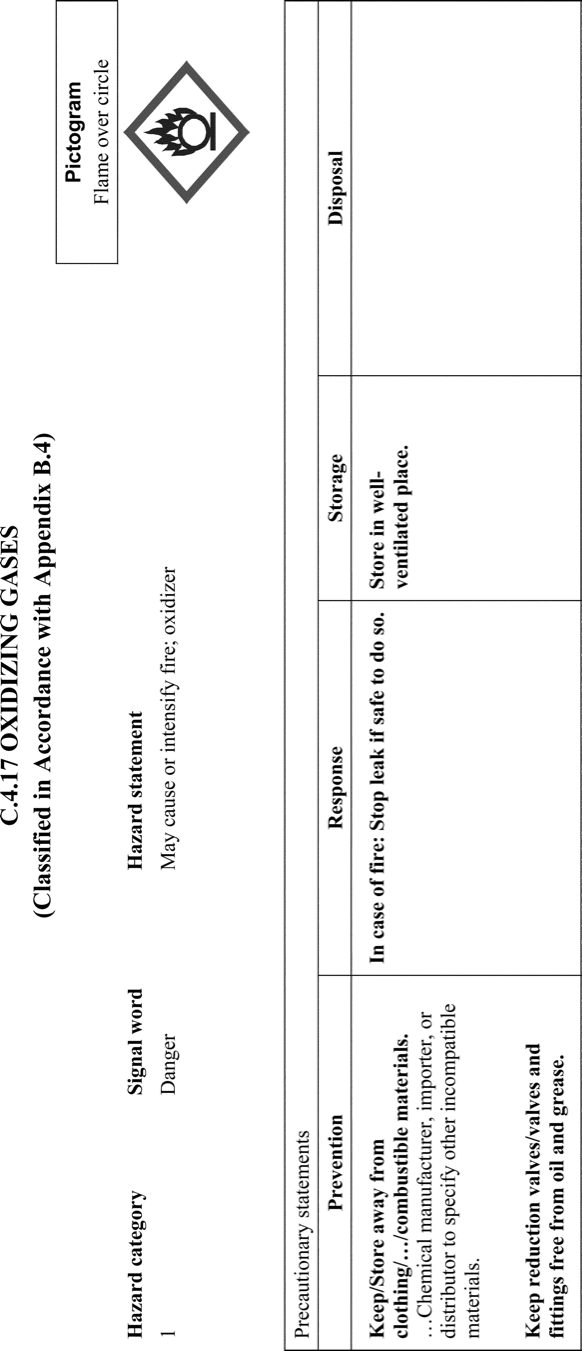 C.4.17 OXIDIZING GASES
(Classified in Accordance with Appendix B.4)
Pictogram
Flame over circle
Hazard category
Signal word
Hazard statement
1
Danger
May cause or intensify fire; oxidizer
Precautionary statements
Prevention
Response
Storage
Disposal
Keep/Store away from
clothing/…/combustible materials.
…Chemical manufacturer, importer, or
distributor to specify other incompatible
materials.
Keep reduction valves/valves and
fittings free from oil and grease.
In case of fire: Stop leak if safe to do so.
Store in well-
ventilated place.